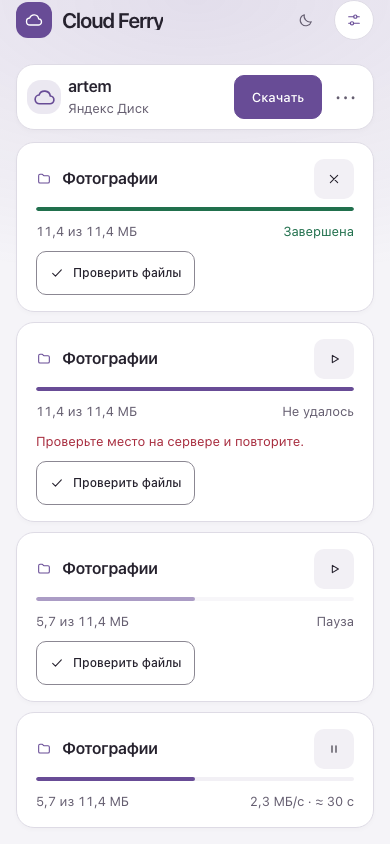 Cloud Ferry
artem
Яндекс Диск
Скачать
Фотографии
11,4 из 11,4 МБ
Завершена
Проверить файлы
Фотографии
11,4 из 11,4 МБ
Не удалось
Проверьте место на сервере и повторите.
Проверить файлы
Фотографии
5,7 из 11,4 МБ
Пауза
Проверить файлы
Фотографии
5,7 из 11,4 МБ
2,3 МБ/с · ≈ 30 с